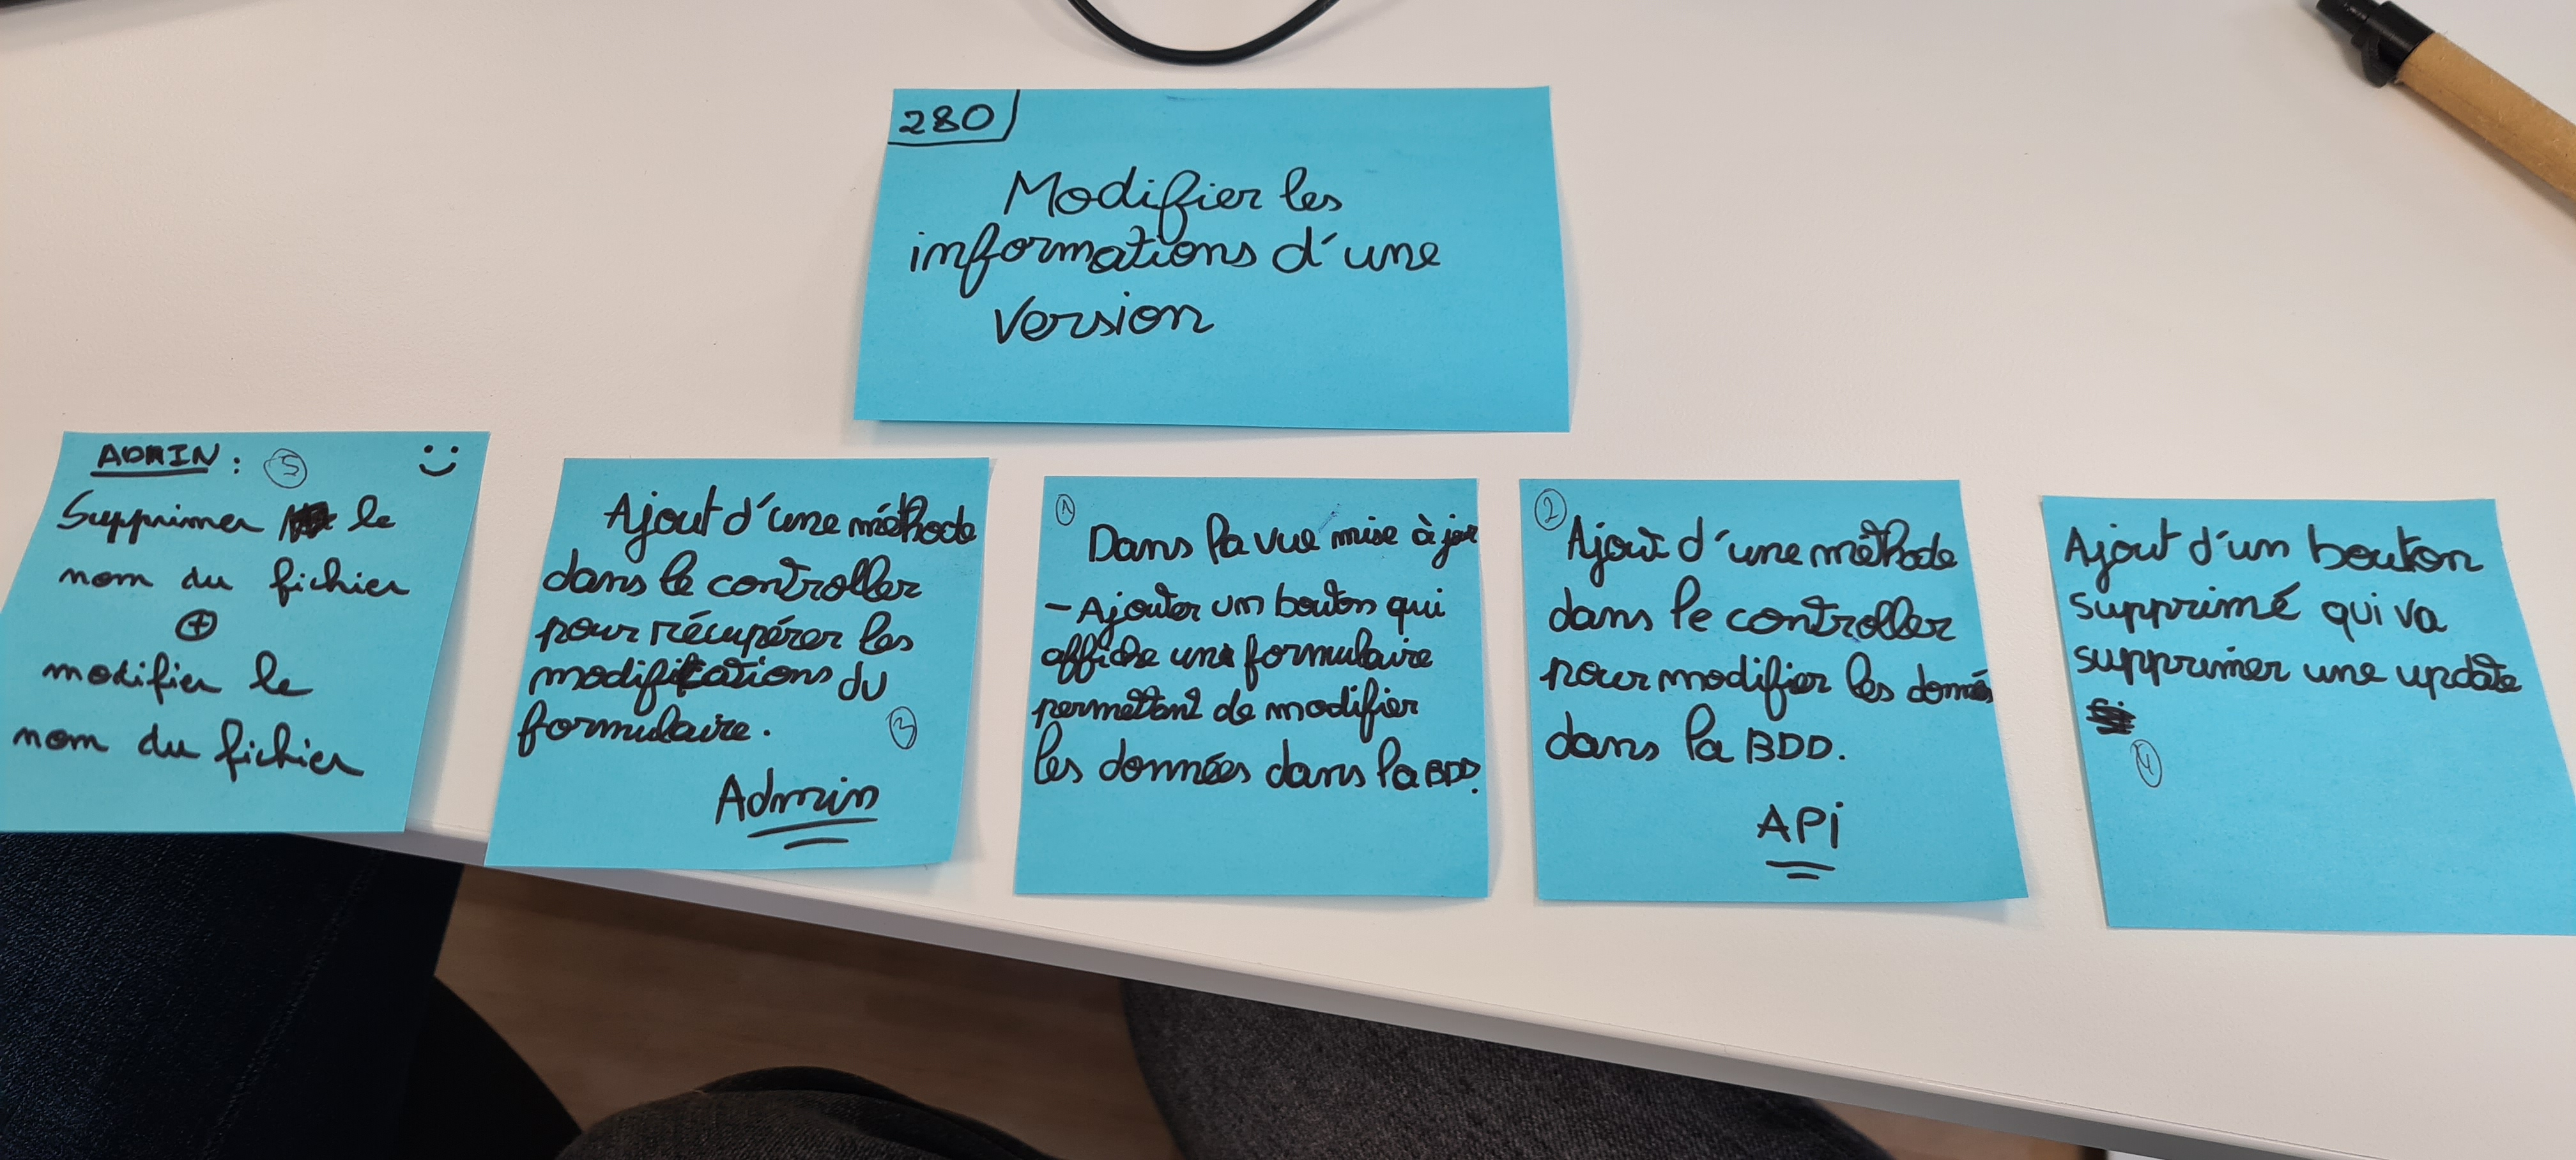 280
Modifier les
informations d'une
version
ADMIN : 5
Supprimer le
nom du fichier
+
modifier le
nom du fichier
Ajout d'une méthode
dans le controller
pour récupérer les
modifications du
formulaire.
3
Admin
1
Dans la vue mise à jour
- Ajouter un bouton qui
affiche un formulaire
permettant de modifier
les données dans la BDD.
2 Ajout d'une méthode
dans le controller
pour modifier les donnés
dans la BDD.
API
Ajout d'un bouton
supprimé qui va
supprimer une update
4